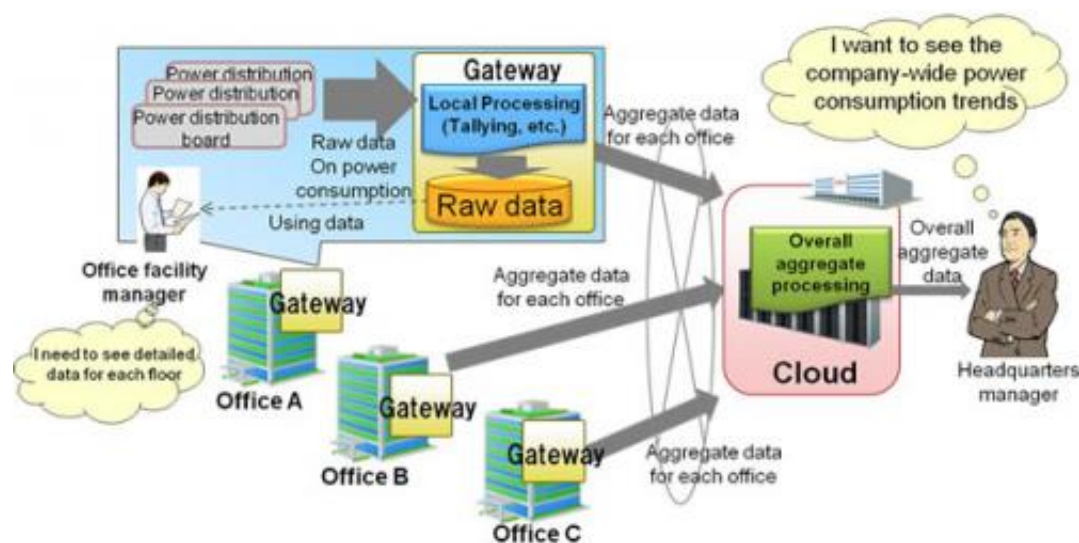 Power distribution
Power distribution
Power distribution
board
Raw data
On power
consumption
Gateway
Local Processing
(Tallying, etc.)
Raw data
Using data
Office facility
manager
I need to see detailed
data for each floor
Gateway
Office A
Gateway
Office B
Gateway
Office C
Aggregate data
for each office
Aggregate data
for each office
Aggregate data
for each office
Overall
aggregate
processing
Cloud
Overall
aggregate
data
I want to see the
company-wide power
consumption trends
Headquarters
manager